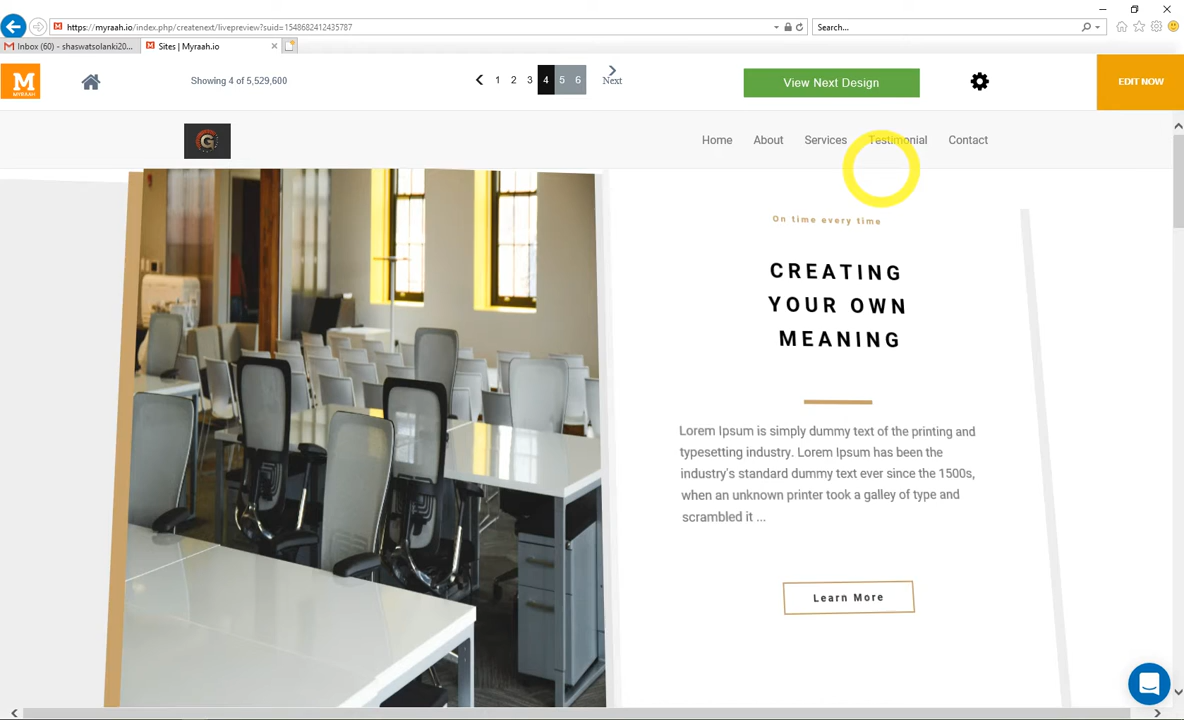 https://myraah.io/index.php/createnext/livepreview?suid=1548682412435787
Search...
Inbox (60) - shaswatsolanki20...
Sites | Myraah.io
M
MYRAAH
Showing 4 of 5,529,600
1 2 3 4 5 6
Next
View Next Design
EDIT NOW
G
Home About Services Testimonial Contact
On time every time
CREATING
YOUR OWN
MEANING
Lorem Ipsum is simply dummy text of the printing and
typesetting industry. Lorem Ipsum has been the
industry's standard dummy text ever since the 1500s,
when an unknown printer took a galley of type and
scrambled it ...
Learn More